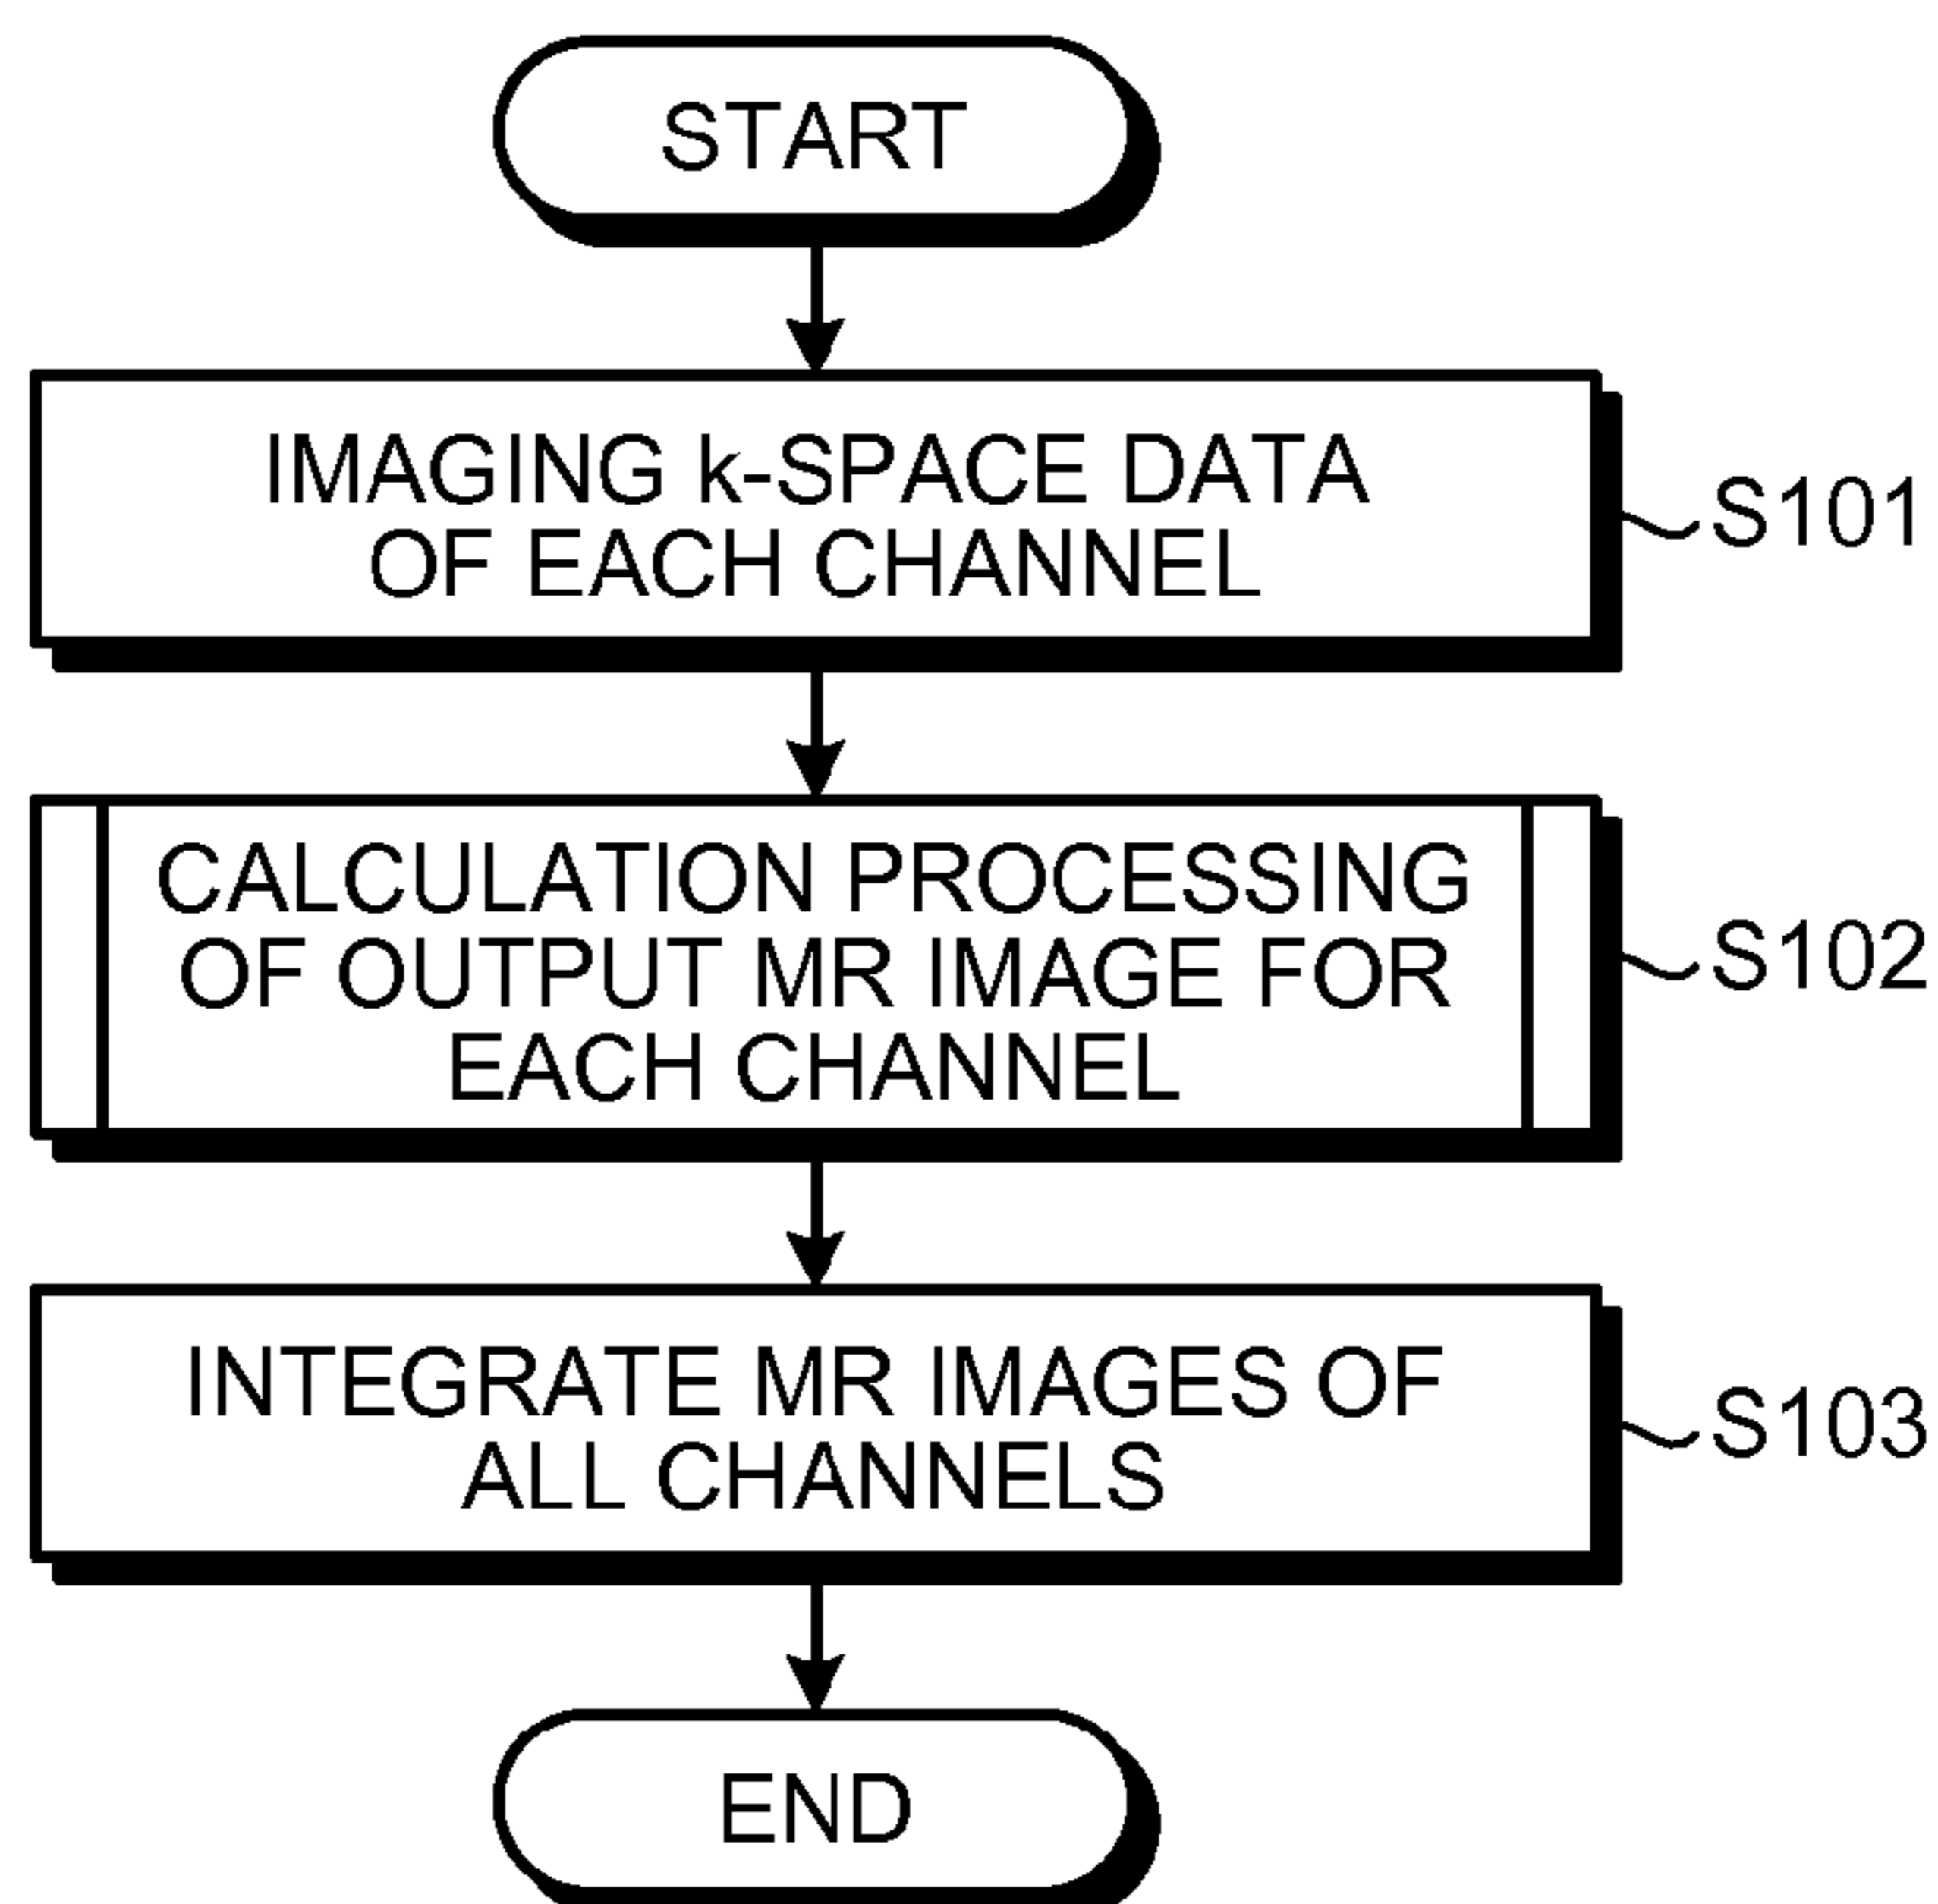 START
IMAGING k-SPACE DATA
OF EACH CHANNEL
S101
CALCULATION PROCESSING
OF OUTPUT MR IMAGE FOR
EACH CHANNEL
S102
INTEGRATE MR IMAGES OF
ALL CHANNELS
S103
END